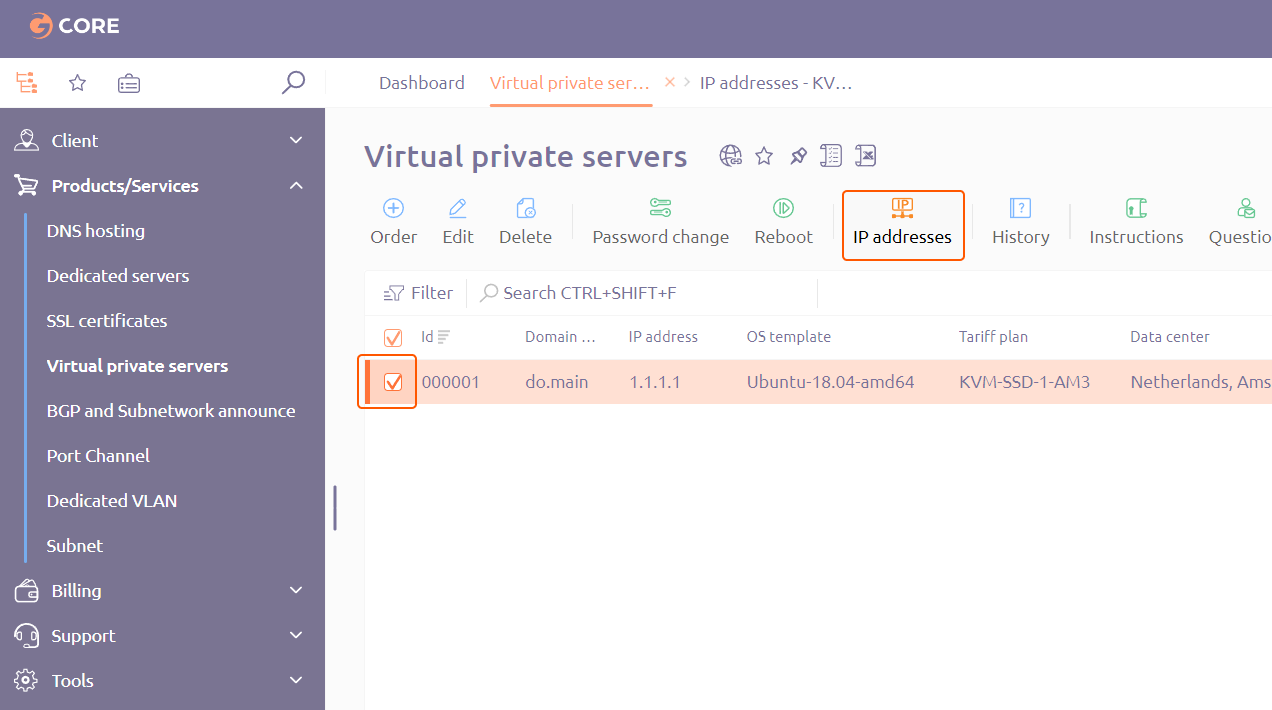 CORE
Dashboard
Virtual private ser...
IP addresses - KV...
Client
Products/Services
DNS hosting
Dedicated servers
SSL certificates
Virtual private servers
BGP and Subnetwork announce
Port Channel
Dedicated VLAN
Subnet
Billing
Support
Tools
Virtual private servers
Order
Edit
Delete
Password change
Reboot
IP
IP addresses
?
History
Instructions
Questio
Filter
Search CTRL+SHIFT+F
Id Domain ... IP address OS template Tariff plan Data center
000001 do.main 1.1.1.1 Ubuntu-18.04-amd64 KVM-SSD-1-AM3 Netherlands, Ams